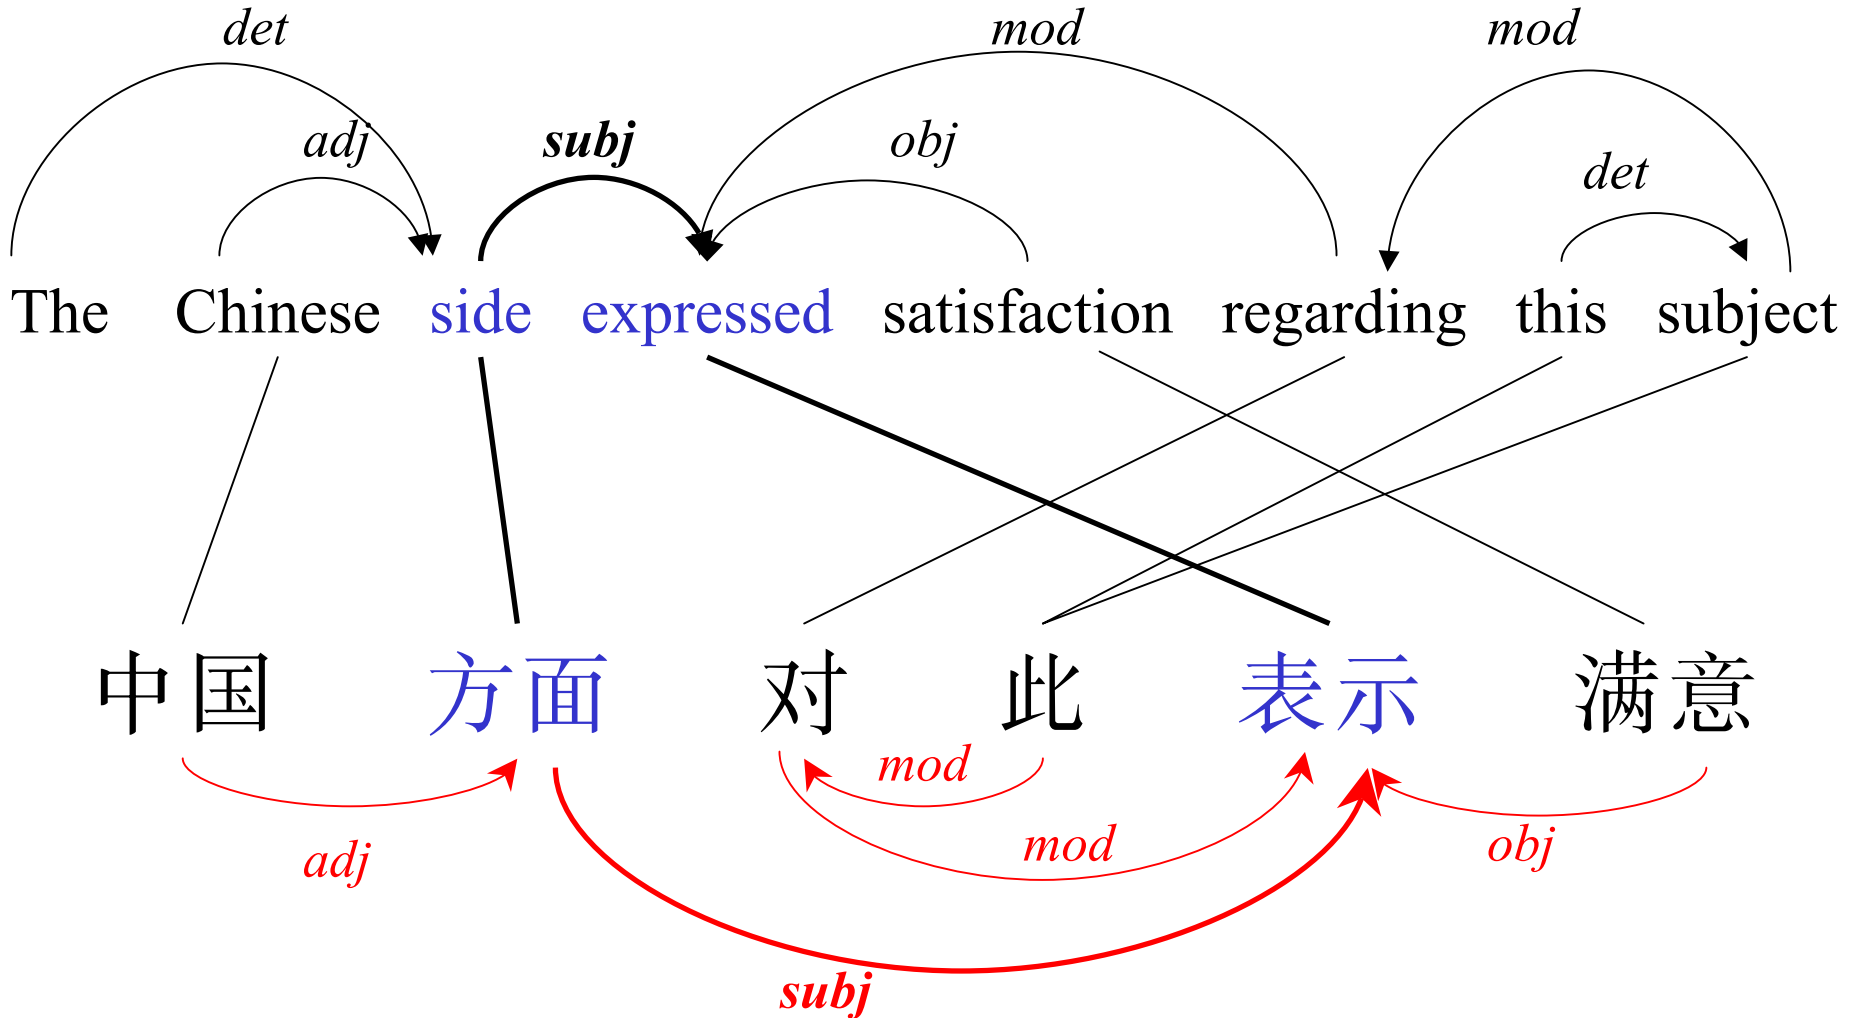 det mod mod
adj subj obj det
The Chinese side expressed satisfaction regarding this subject
中国 方面 对 此 表示 满意
mod
adj mod obj
subj